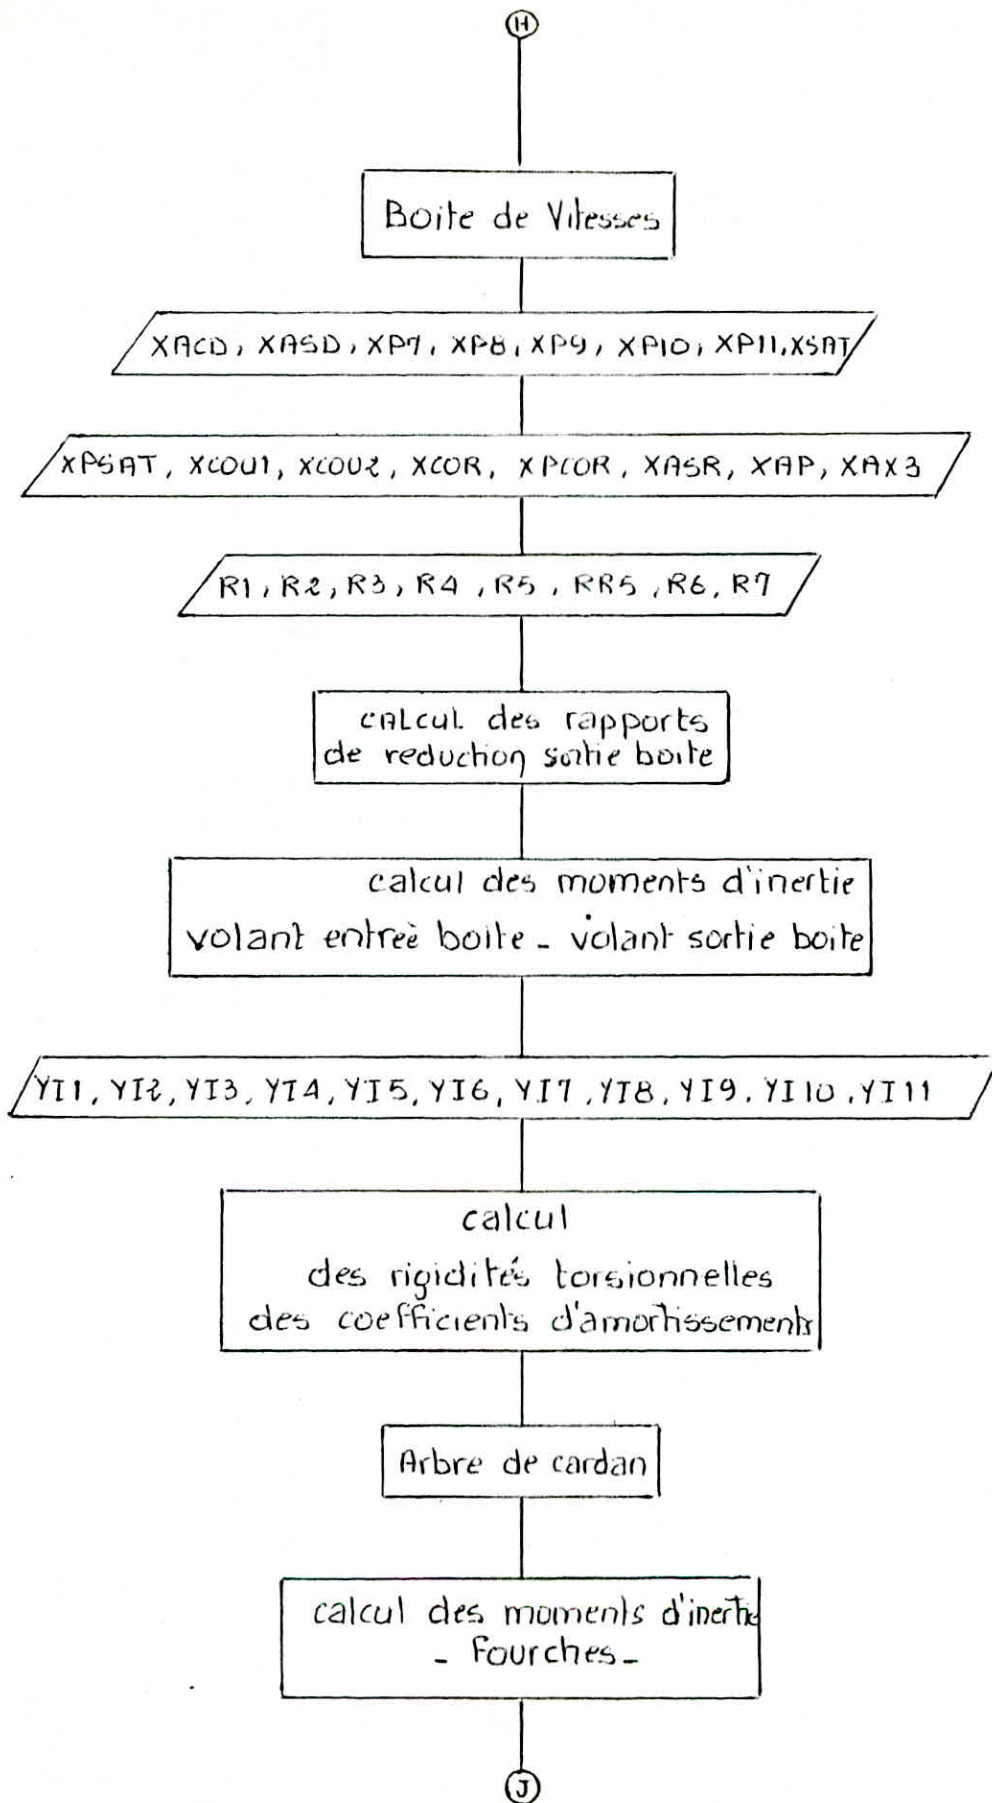 H
Boite de Vitesses
XACD, XASD, XP7, XP8, XP9, XP10, XP11, XSAT
XPSAT, XCOU1, XCOU2, XCOR, XPCOR, XASR, XAP, XAX3
R1, R2, R3, R4, R5, RR5, R6, R7
calcul des rapports
de reduction sortie boite
calcul des moments d'inertie
volant entreè boite - volant sortie boite
YI1, YI2, YI3, YI4, YI5, YI6, YI7, YI8, YI9, YI10, YI11
calcul
des rigidités torsionnelles
des coefficients d'amortissements
Arbre de cardan
calcul des moments d'inertie
- Fourches -
J